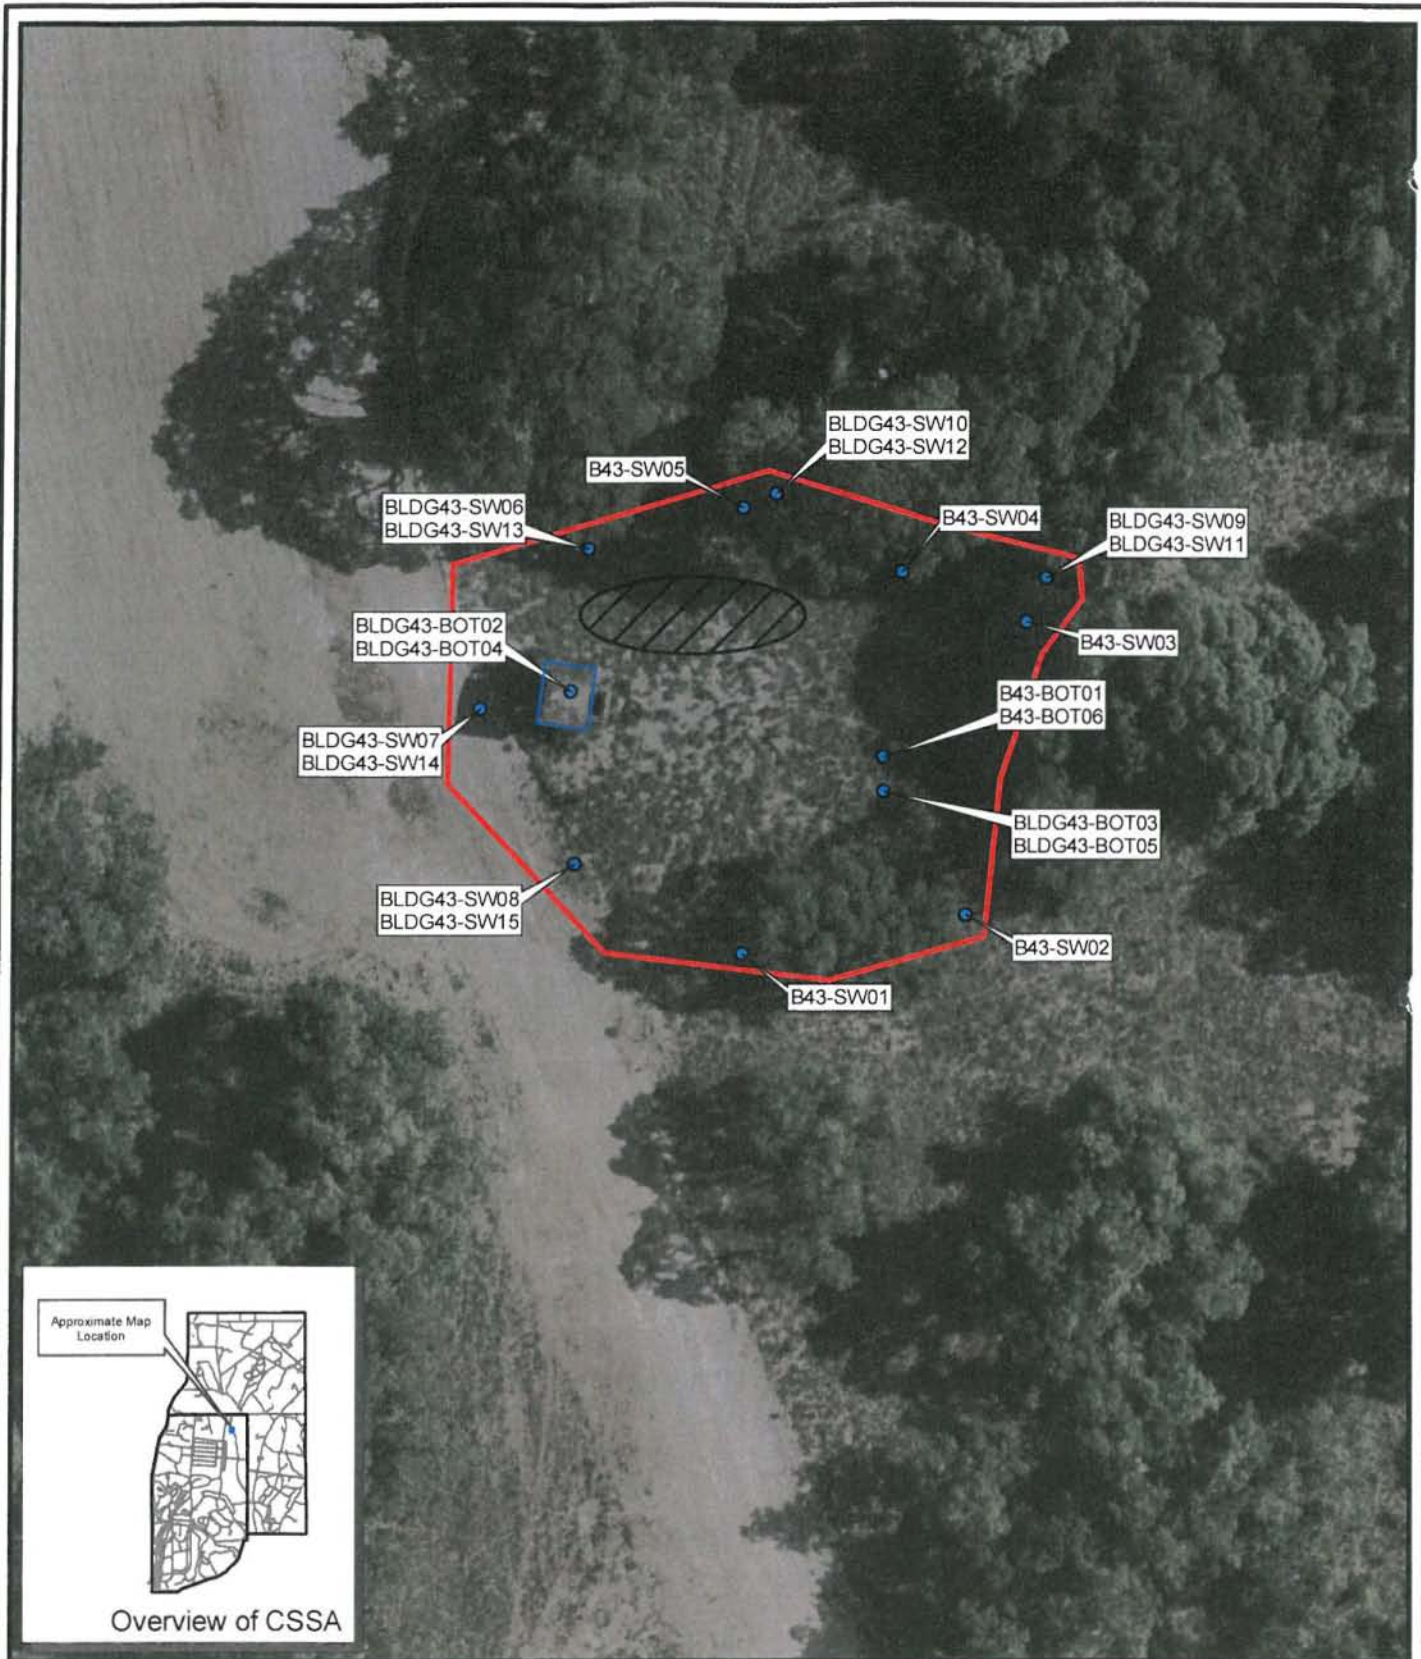 BLDG43-SW10
BLDG43-SW12
B43-SW05
BLDG43-SW06
BLDG43-SW13
B43-SW04
BLDG43-SW09
BLDG43-SW11
BLDG43-BOT02
BLDG43-BOT04
B43-SW03
B43-BOT01
B43-BOT06
BLDG43-SW07
BLDG43-SW14
BLDG43-BOT03
BLDG43-BOT05
BLDG43-SW08
BLDG43-SW15
B43-SW02
B43-SW01
Approximate Map
Location
Overview of CSSA